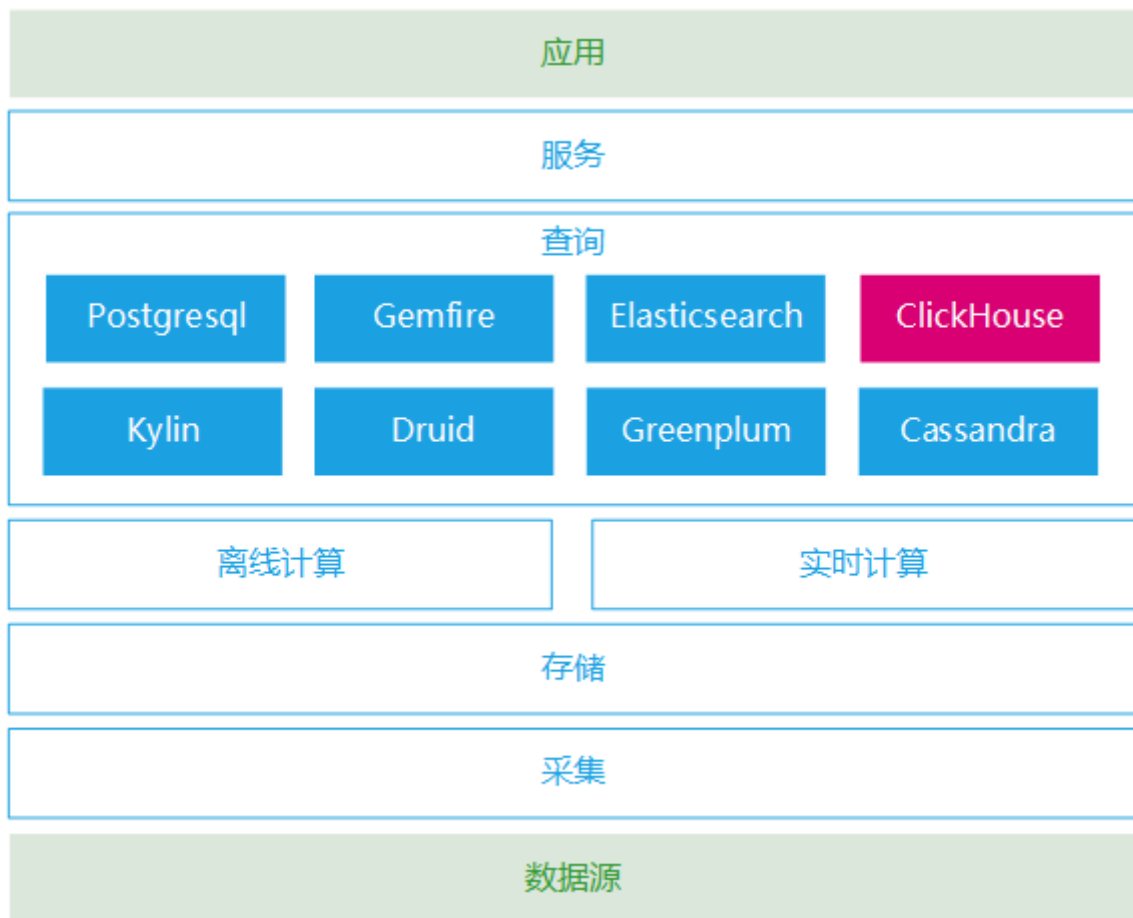 应用
服务
查询
Postgresql Gemfire Elasticsearch ClickHouse
Kylin Druid Greenplum Cassandra
离线计算 实时计算
存储
采集
数据源